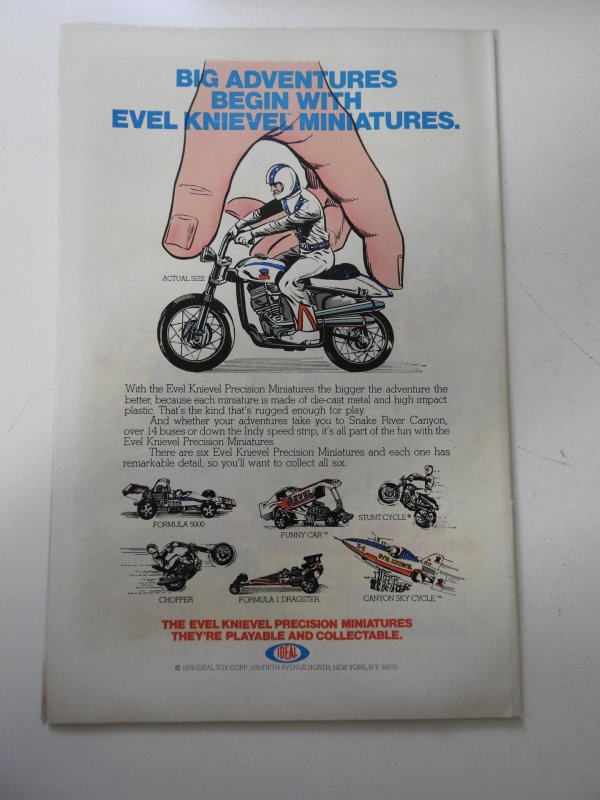 BIG ADVENTURES
BEGIN WITH
EVEL KNIEVEL™ MINIATURES.
ACTUAL SIZE
With the Evel Knievel Precision Miniatures the bigger the adventure the
better, because each miniature is made of die-cast metal and high impact
plastic. That's the kind that's rugged enough for play.
And whether your adventures take you to Snake River Canyon,
over 14 buses or down the Indy speed strip, it's all part of the fun with the
Evel Knievel Precision Miniatures.
There are six Evel Knievel Precision Miniatures and each one has
remarkable detail, so you'll want to collect all six.
FORMULA 5000
EVEL
FUNNY CAR™
STUNT CYCLE®
CHOPPER
FORMULA 1 DRAGSTER
X-2
EVEL KNIEVEL
CANYON SKY CYCLE™
THE EVEL KNIEVEL PRECISION MINIATURES
THEY'RE PLAYABLE AND COLLECTABLE.
IDEAL
© 1976 IDEAL TOY CORP., 200 FIFTH AVENUE NORTH, NEW YORK, N.Y. 10010.